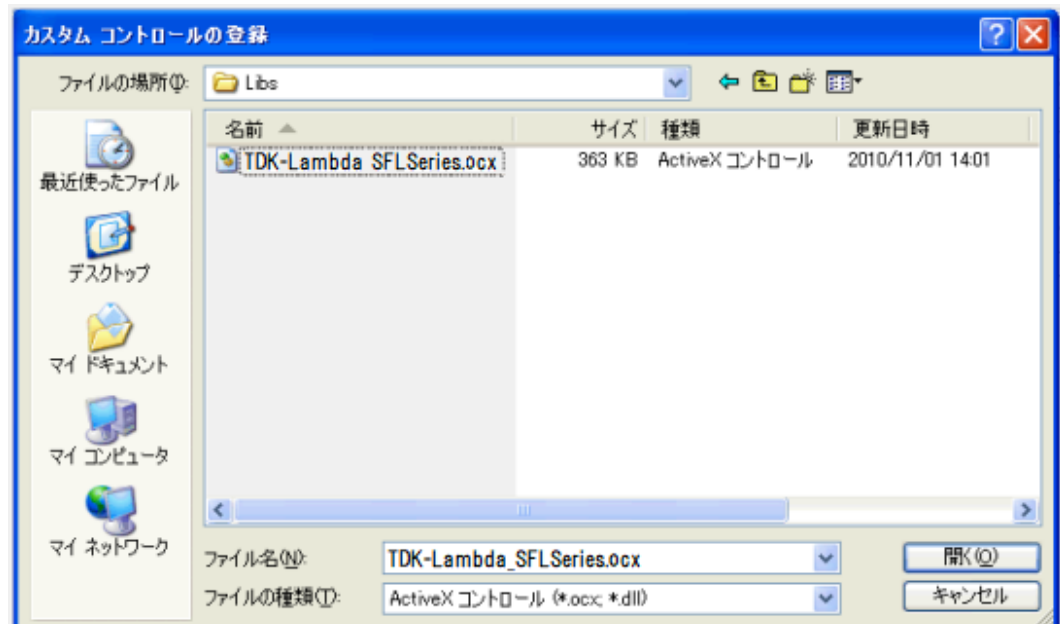 カスタム コントロールの登録
ファイルの場所(I):
Libs
名前
サイズ
種類
更新日時
TDK-Lambda SFLSeries.ocx
363 KB
ActiveX コントロール
2010/11/01 14:01
最近使ったファイル
デスクトップ
マイ ドキュメント
マイ コンピュータ
マイ ネットワーク
ファイル名(N):
TDK-Lambda_SFLSeries.ocx
開く(O)
ファイルの種類(T):
ActiveX コントロール (*.ocx; *.dll)
キャンセル